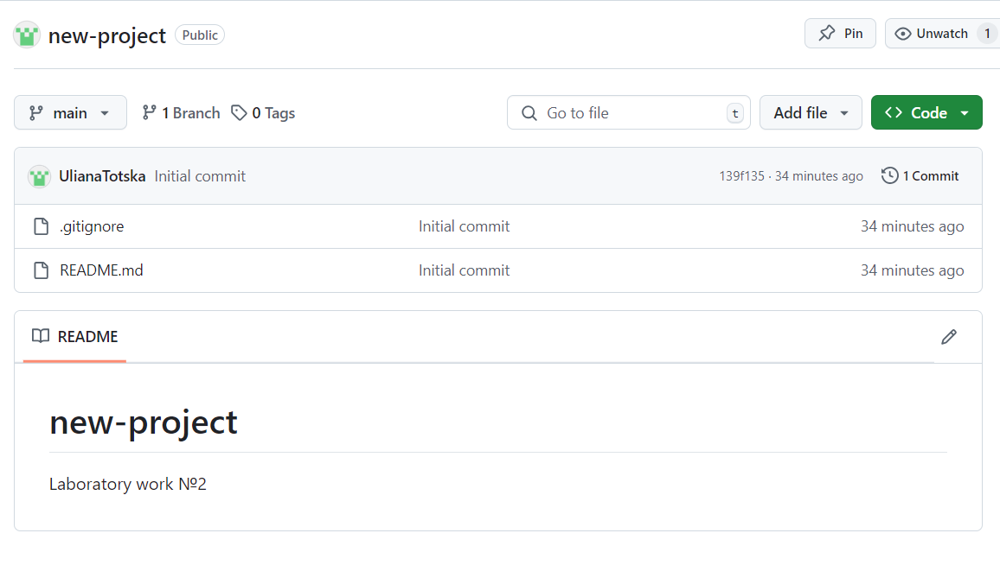 new-project Public Pin Unwatch 1
main 1 Branch 0 Tags Go to file t Add file Code
UlianaTotska Initial commit 139f135 · 34 minutes ago 1 Commit
.gitignore Initial commit 34 minutes ago
README.md Initial commit 34 minutes ago
README
new-project
Laboratory work №2